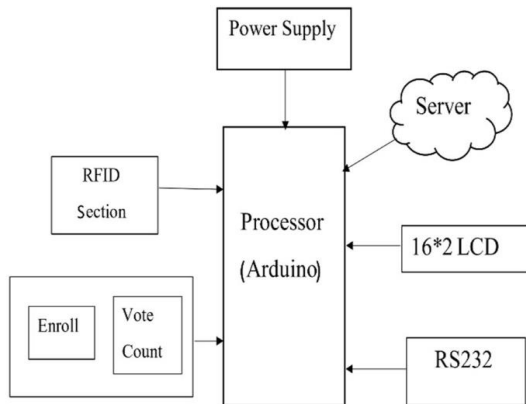 Power Supply
Server
RFID
Section
Processor
(Arduino)
16*2 LCD
Enroll
Vote
Count
RS232